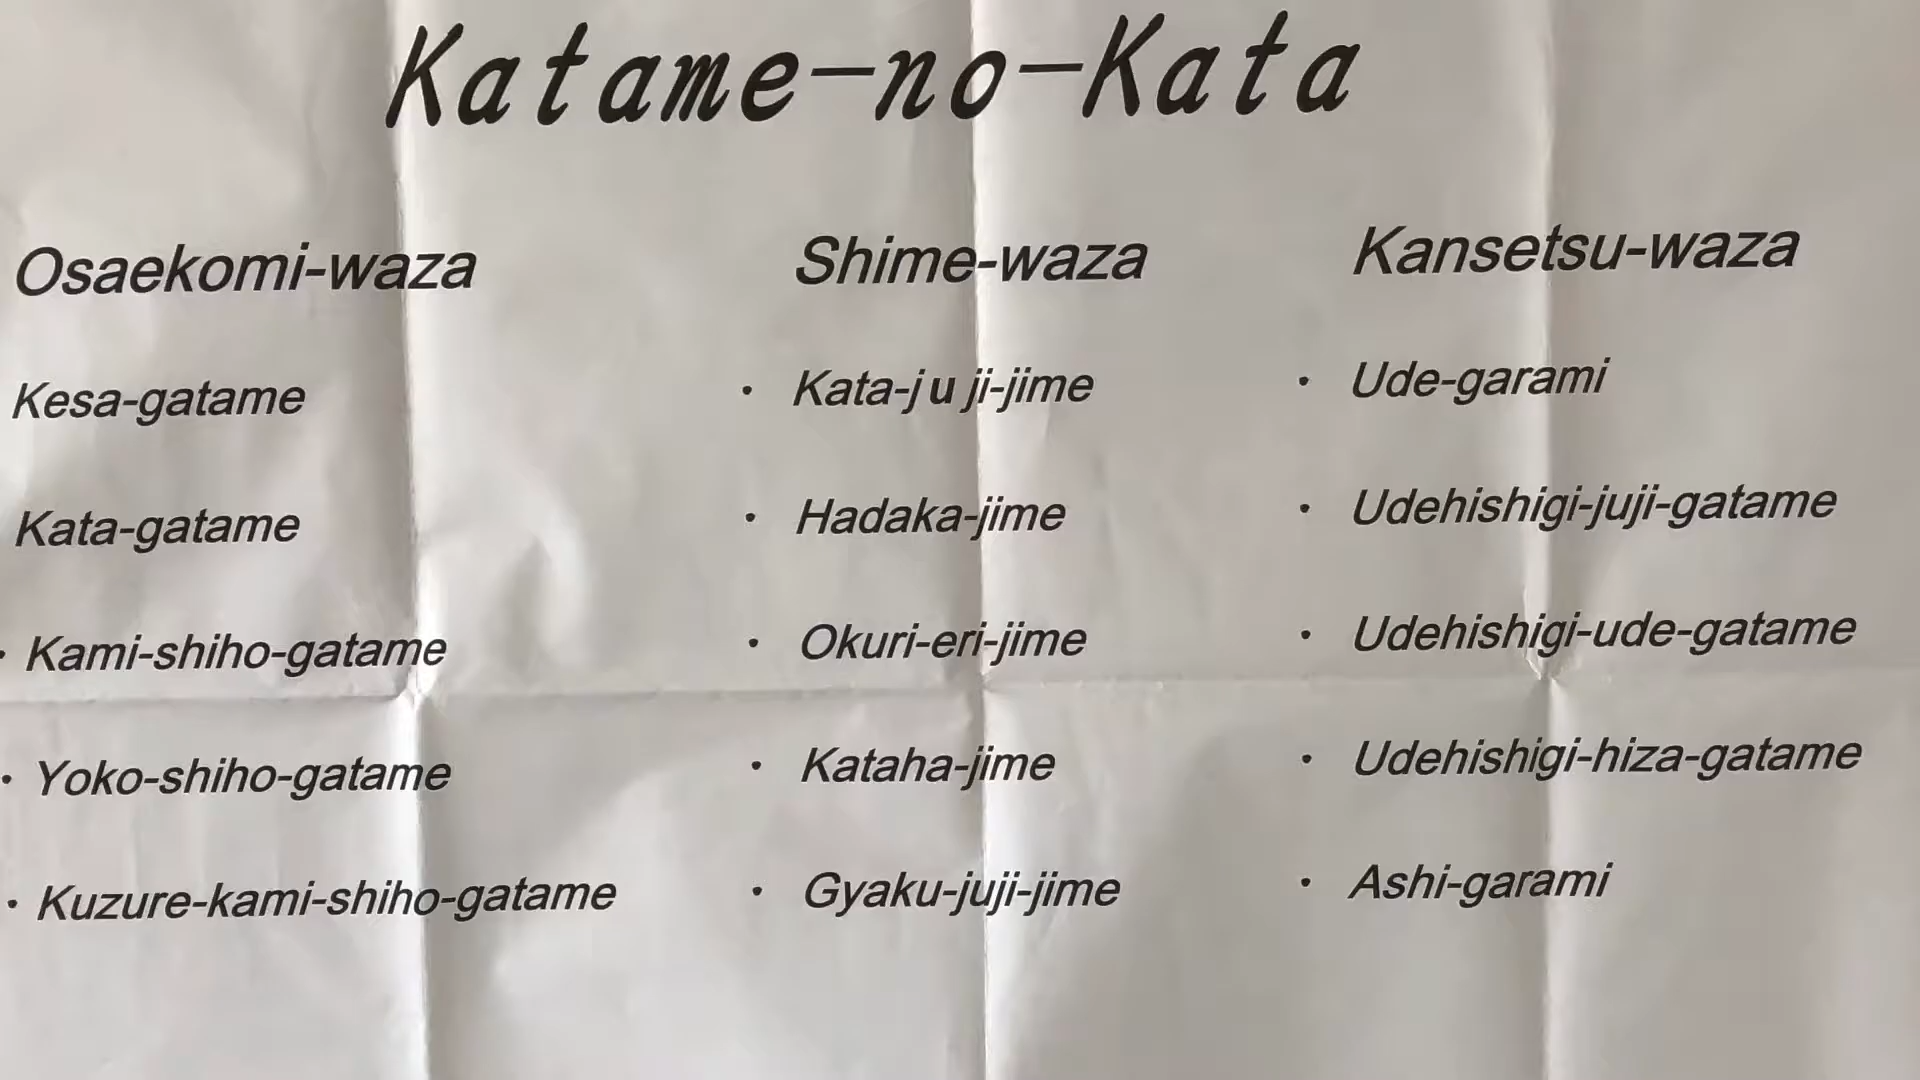 Katame-no-Kata
Osaekomi-waza
Kesa-gatame
Kata-gatame
· Kami-shiho-gatame
· Yoko-shiho-gatame
· Kuzure-kami-shiho-gatame
Shime-waza
· Kata-juji-jime
· Hadaka-jime
· Okuri-eri-jime
· Kataha-jime
· Gyaku-juji-jime
Kansetsu-waza
· Ude-garami
· Udehishigi-juji-gatame
· Udehishigi-ude-gatame
· Udehishigi-hiza-gatame
· Ashi-garami